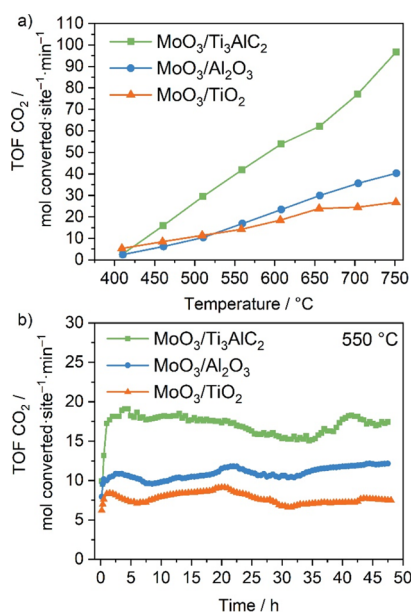 a)
TOF CO₂ /
mol converted·site⁻¹·min⁻¹
110
100
90
80
70
60
50
40
30
20
10
0
MoO₃/Ti₃AlC₂
MoO₃/Al₂O₃
MoO₃/TiO₂
400 450 500 550 600 650 700 750
Temperature / °C
b)
TOF CO₂ /
mol converted·site⁻¹·min⁻¹
30
25
20
15
10
5
0
MoO₃/Ti₃AlC₂
550 °C
MoO₃/Al₂O₃
MoO₃/TiO₂
0 5 10 15 20 25 30 35 40 45 50
Time / h